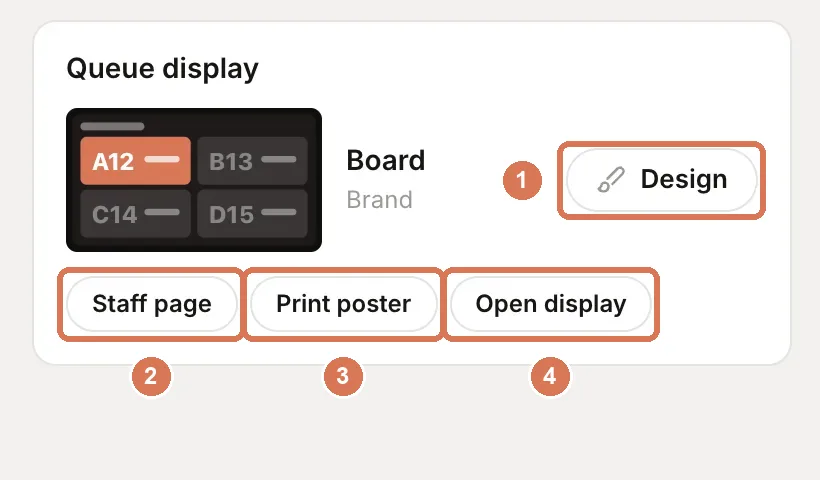 Queue display
A12
B13
C14
D15
Board
Brand
1
Design
Staff page
Print poster
Open display
2
3
4